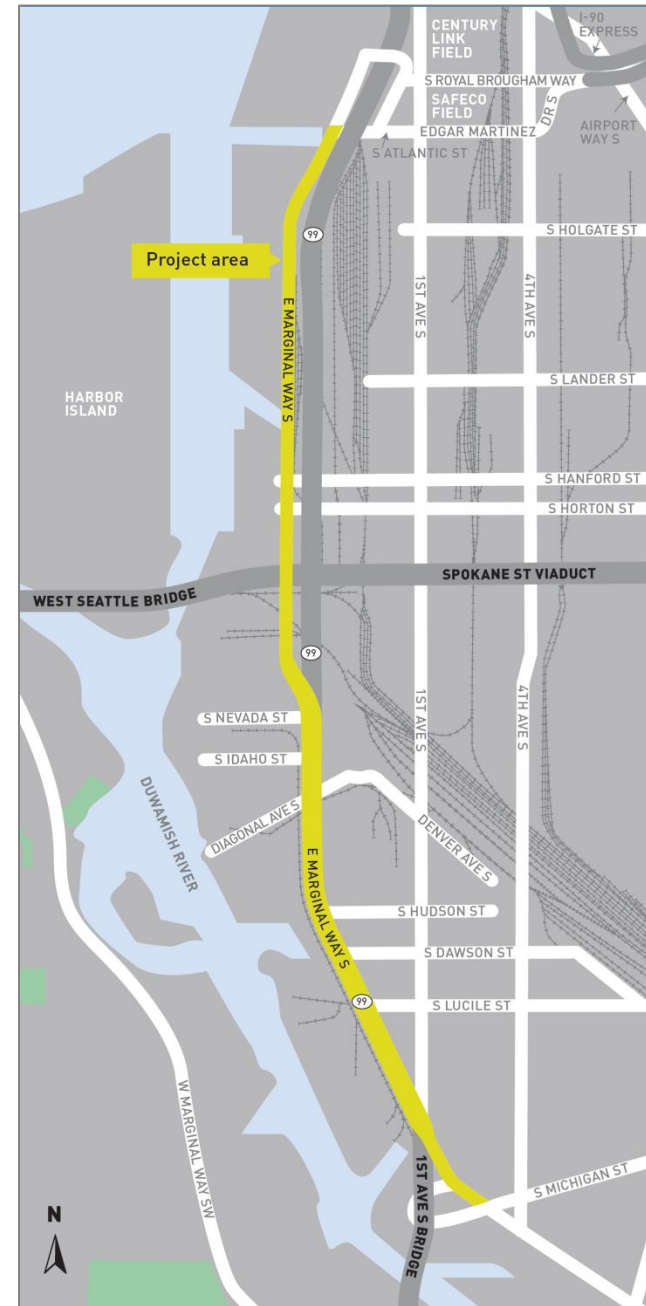 I-90
EXPRESS
CENTURY
LINK
FIELD
S ROYAL BROUGHAM WAY
SAFECO
FIELD
EDGAR MARTINEZ DR S
AIRPORT
WAY S
S ATLANTIC ST
99
S HOLGATE ST
Project area
E MARGINAL WAY S
1ST AVE S
4TH AVE S
S LANDER ST
HARBOR
ISLAND
S HANFORD ST
S HORTON ST
SPOKANE ST VIADUCT
WEST SEATTLE BRIDGE
99
S NEVADA ST
1ST AVE S
4TH AVE S
S IDAHO ST
DIAGONAL AVE S
DENVER AVE S
DUWAMISH RIVER
E MARGINAL WAY S
S HUDSON ST
S DAWSON ST
99
S LUCILE ST
W MARGINAL WAY SW
1ST AVE S BRIDGE
S MICHIGAN ST
N